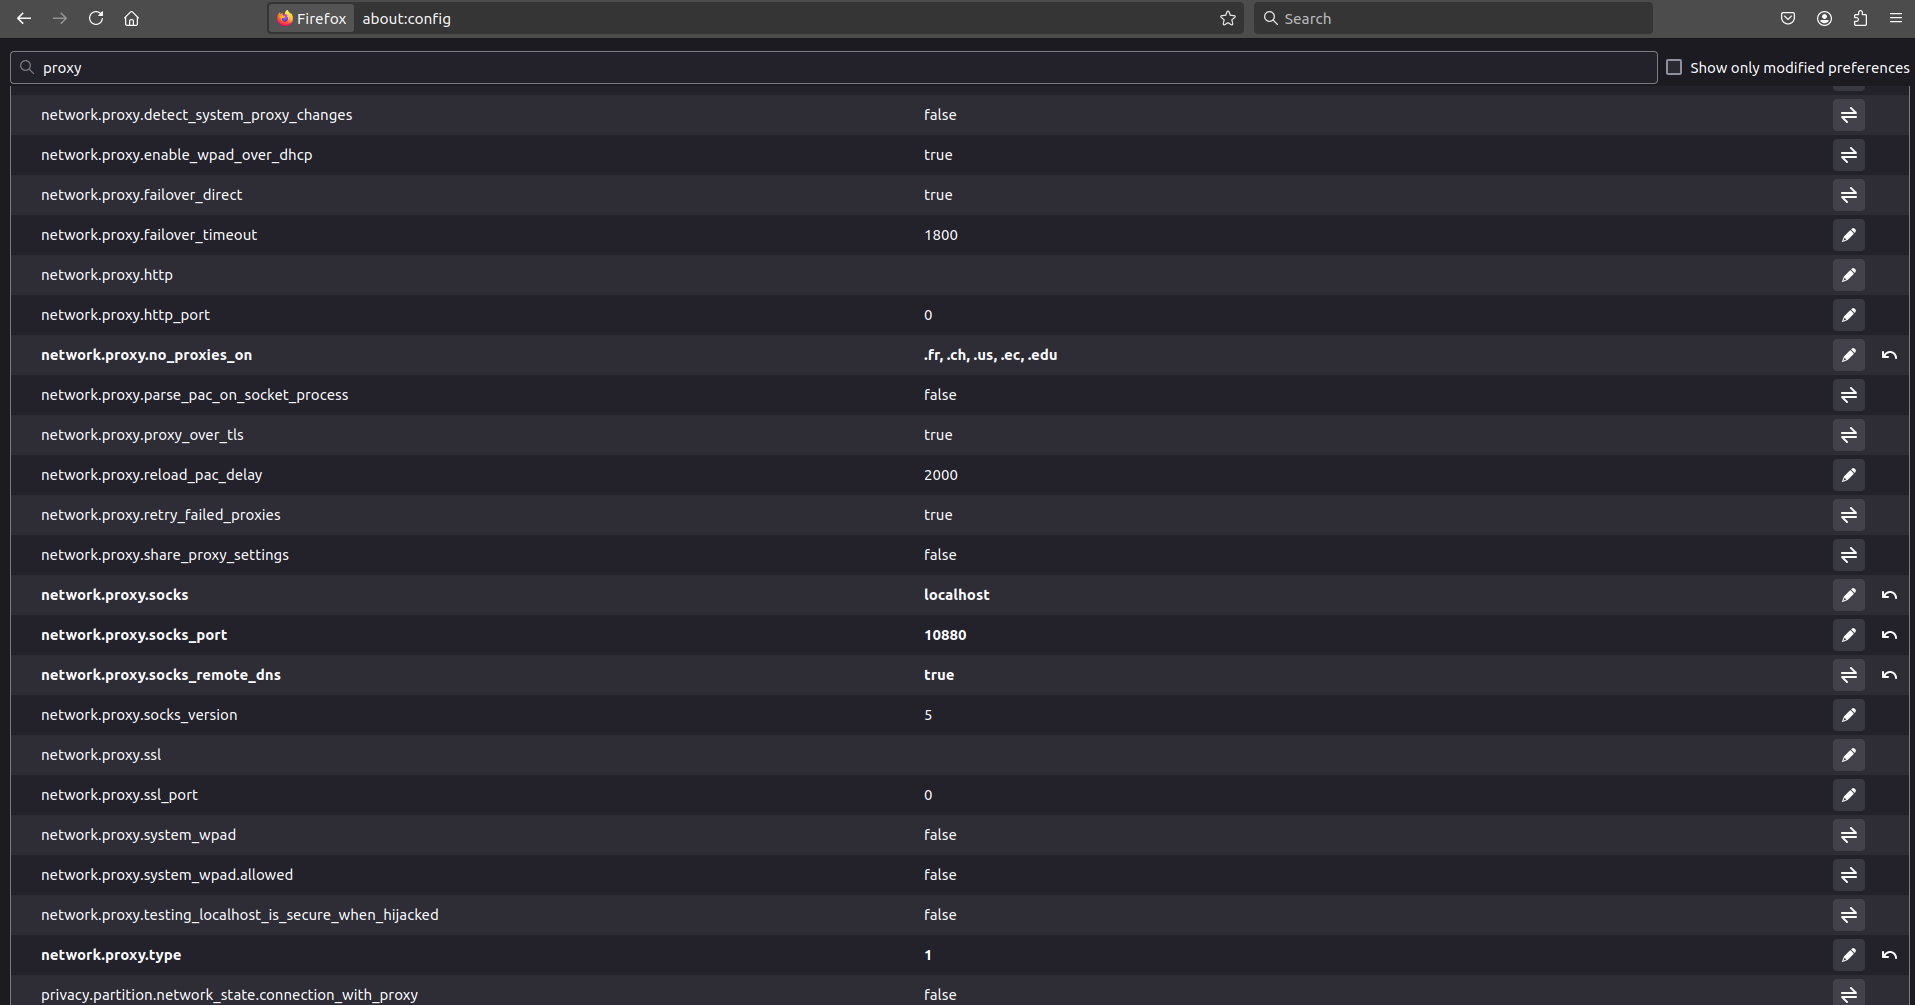 Firefox about:config Search
proxy Show only modified preferences
network.proxy.detect_system_proxy_changes false
network.proxy.enable_wpad_over_dhcp true
network.proxy.failover_direct true
network.proxy.failover_timeout 1800
network.proxy.http
network.proxy.http_port 0
network.proxy.no_proxies_on .fr, .ch, .us, .ec, .edu
network.proxy.parse_pac_on_socket_process false
network.proxy.proxy_over_tls true
network.proxy.reload_pac_delay 2000
network.proxy.retry_failed_proxies true
network.proxy.share_proxy_settings false
network.proxy.socks localhost
network.proxy.socks_port 10880
network.proxy.socks_remote_dns true
network.proxy.socks_version 5
network.proxy.ssl
network.proxy.ssl_port 0
network.proxy.system_wpad false
network.proxy.system_wpad.allowed false
network.proxy.testing_localhost_is_secure_when_hijacked false
network.proxy.type 1
privacy.partition.network_state.connection_with_proxy false